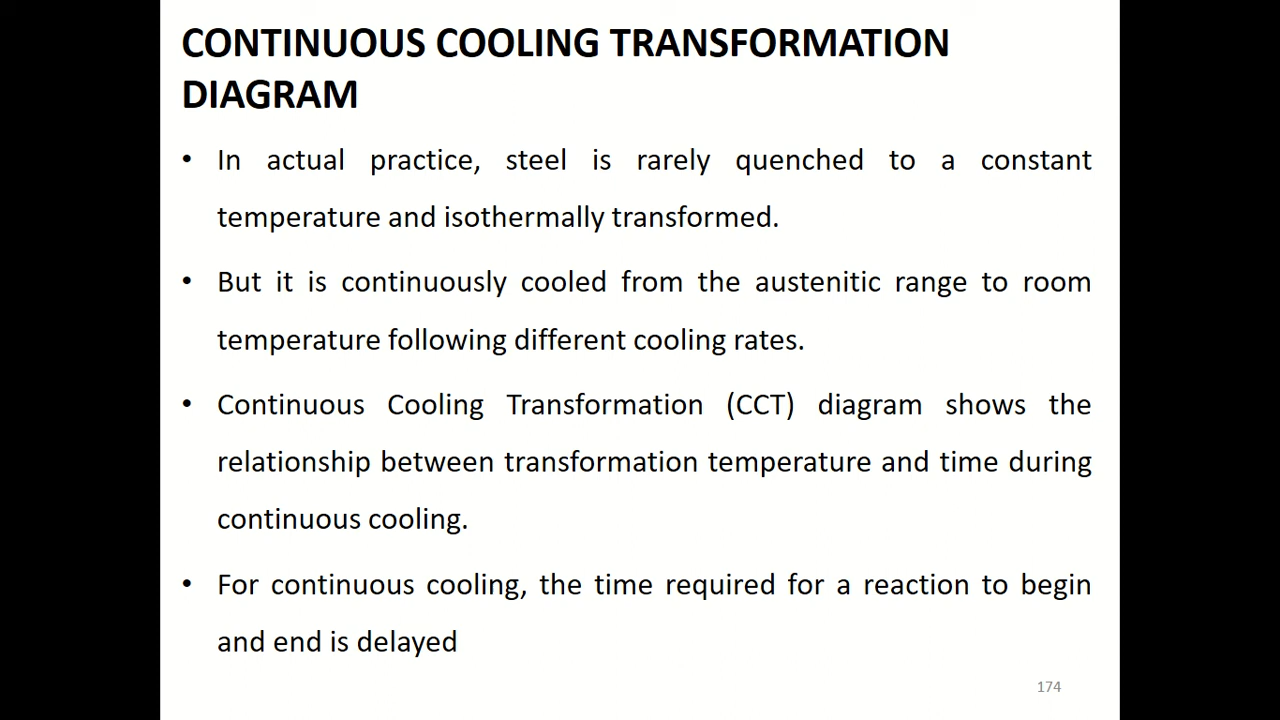 CONTINUOUS COOLING TRANSFORMATION
DIAGRAM
• In actual practice, steel is rarely quenched to a constant
temperature and isothermally transformed.
• But it is continuously cooled from the austenitic range to room
temperature following different cooling rates.
• Continuous Cooling Transformation (CCT) diagram shows the
relationship between transformation temperature and time during
continuous cooling.
• For continuous cooling, the time required for a reaction to begin
and end is delayed
174